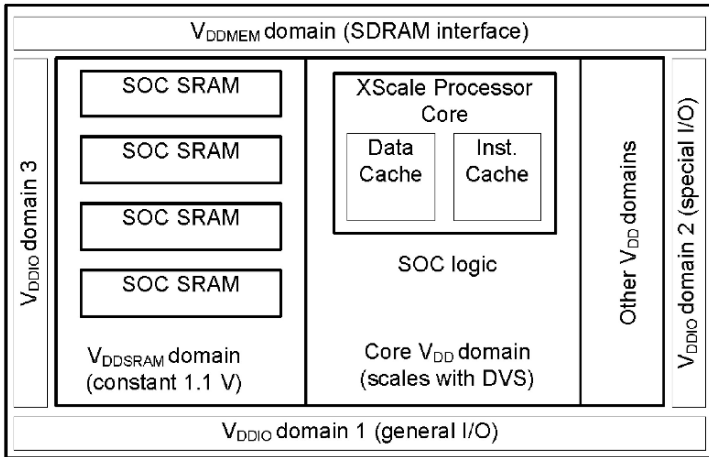 VDDMEM domain (SDRAM interface)
VDDIO domain 3
SOC SRAM
SOC SRAM
SOC SRAM
SOC SRAM
VDDSRAM domain
(constant 1.1 V)
XScale Processor
Core
Data
Cache
Inst.
Cache
SOC logic
Core VDD domain
(scales with DVS)
Other VDD domains
VDDIO domain 2 (special I/O)
VDDIO domain 1 (general I/O)